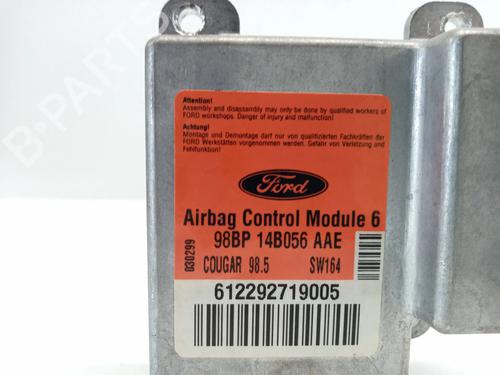 Attention!
Assembly and disassembly may only be done by qualified workers of
FORD workshops. Danger of injury and malfunction!
Achtung!
Montage und Demontage darf nur von qualifizierten Fachkräften der
FORD Werkstätten vorgenommen werden. Gefahr von Verletzung und
Fehlfunktion!
Ford
Airbag Control Module 6
98BP 14B056 AAE
030299
COUGAR 98.5 SW164
612292719005